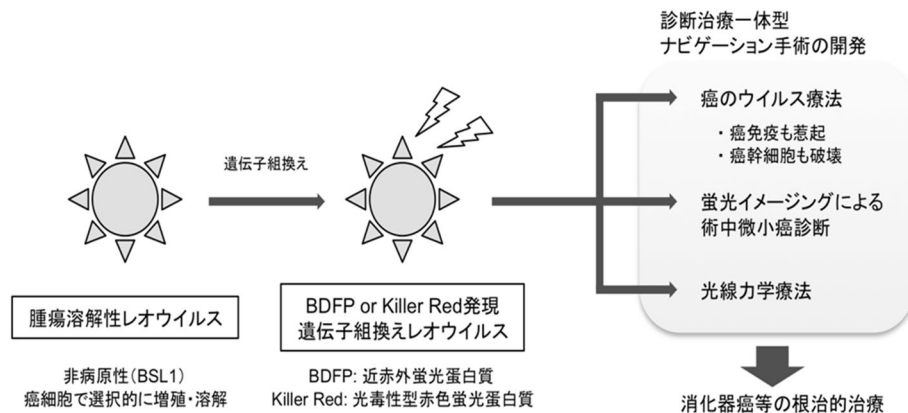 診断治療一体型
ナビゲーション手術の開発
遺伝子組換え
癌のウイルス療法
・癌免疫も惹起
・癌幹細胞も破壊
蛍光イメージングによる
術中微小癌診断
光線力学療法
腫瘍溶解性レオウイルス
BDFP or Killer Red発現
遺伝子組換えレオウイルス
非病原性(BSL1)
癌細胞で選択的に増殖・溶解
BDFP: 近赤外蛍光蛋白質
Killer Red: 光毒性型赤色蛍光蛋白質
消化器癌等の根治的治療